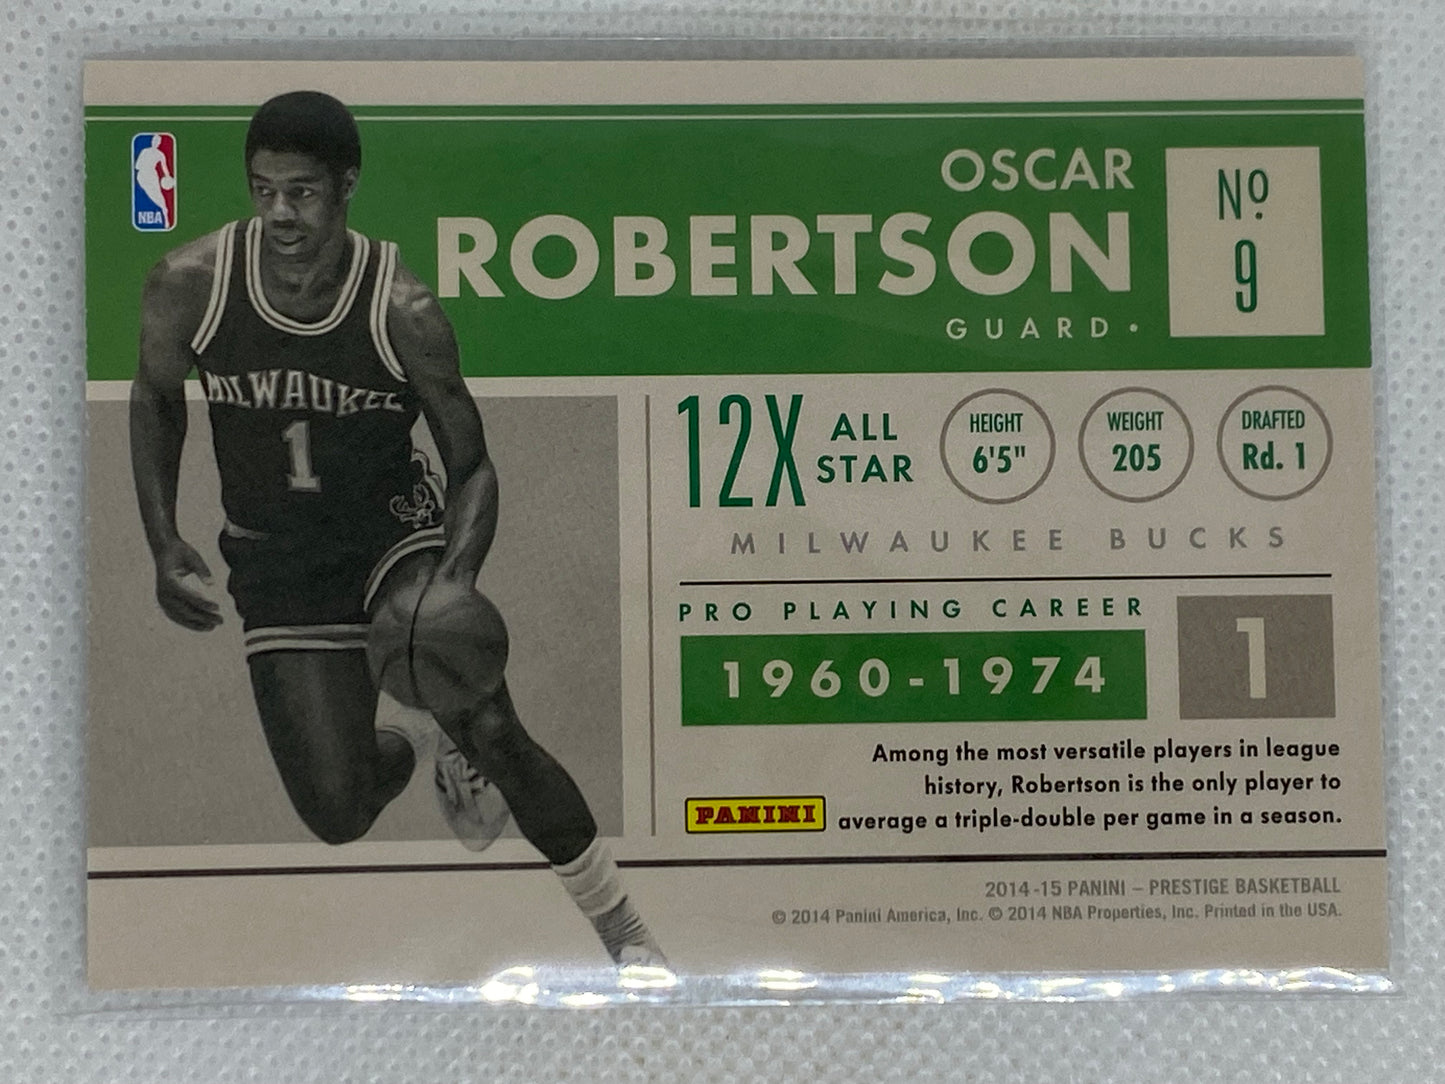 NBA
OSCAR
ROBERTSON
GUARD •
Nº.
9
MILWAUKEE
1
12X ALL STAR
HEIGHT
6'5"
WEIGHT
205
DRAFTED
Rd. 1
MILWAUKEE BUCKS
PRO PLAYING CAREER
1960-1974
1
Among the most versatile players in league
history, Robertson is the only player to
average a triple-double per game in a season.
PANINI
2014-15 PANINI – PRESTIGE BASKETBALL
© 2014 Panini America, Inc. © 2014 NBA Properties, Inc. Printed in the USA.